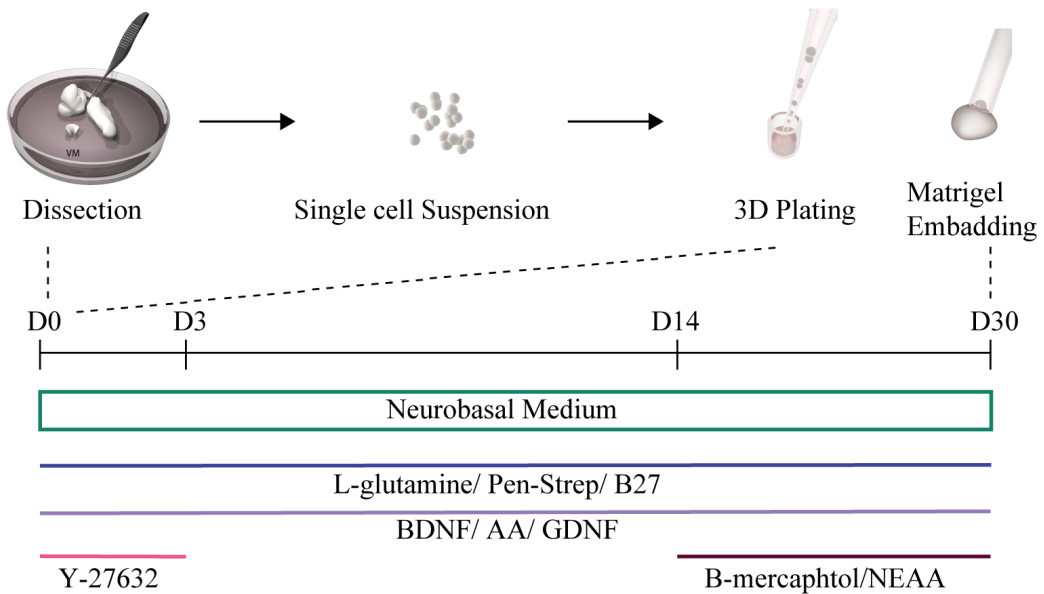 VM
Dissection
Single cell Suspension
3D Plating
Matrigel
Embadding
D0
D3
D14
D30
Neurobasal Medium
L-glutamine/ Pen-Strep/ B27
BDNF/ AA/ GDNF
Y-27632
B-mercaphtol/NEAA